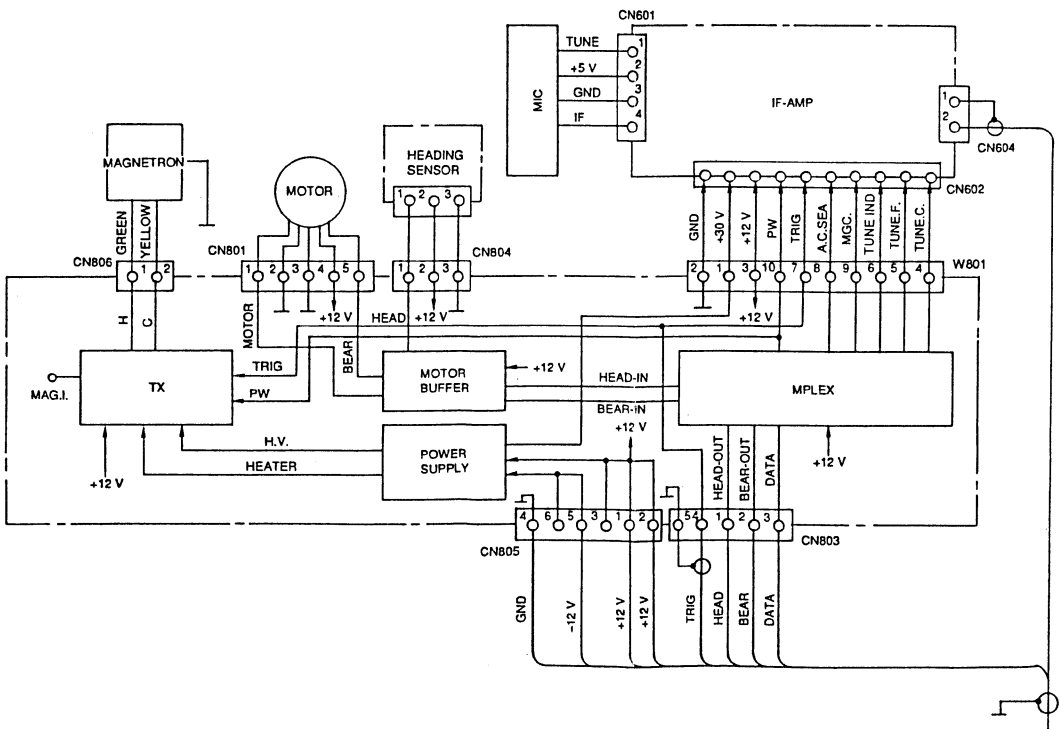 CN601
TUNE
1
+5 V
2
GND
3
IF
4
MIC
IF-AMP
1
2
CN604
CN602
MAGNETRON
MOTOR
HEADING
SENSOR
1 2 3
GREEN
YELLOW
GND
+30 V
+12 V
PW
TRIG
A.C.SEA
MGC.
TUNE IND
TUNE.F.
TUNE.C.
CN806
1 2
CN801
1 2 3 4 5
CN804
1 2 3
W801
2 1 3 10 7 8 9 6 5 4
H
C
MOTOR
+12 V
BEAR
HEAD
+12 V
+12 V
TX
MAG.I.
TRIG
PW
MOTOR
BUFFER
+12 V
HEAD-IN
BEAR-IN
MPLEX
+12 V
H.V.
HEATER
+12 V
POWER
SUPPLY
+12 V
HEAD-OUT
BEAR-OUT
DATA
4 6 5 3 1 2
5 4 1 2 3
CN805
CN803
GND
-12 V
+12 V
+12 V
TRIG
HEAD
BEAR
DATA